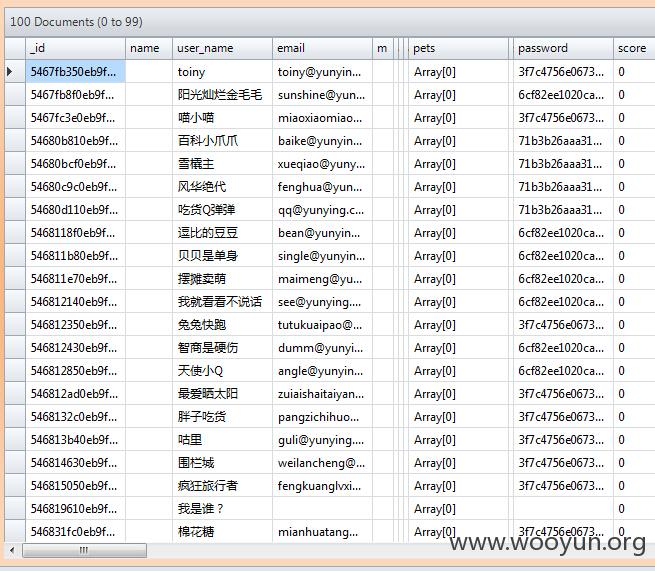 100 Documents (0 to 99)
_id name user_name email m pets password score
5467fb350eb9f... toiny toiny@yunyin... Array[0] 3f7c4756e0673... 0
5467fb8f0eb9f... 阳光灿烂金毛毛 sunshine@yun... Array[0] 6cf82ee1020ca... 0
5467fc3e0eb9f... 喵小喵 miaoxiaomiao... Array[0] 3f7c4756e0673... 0
54680b810eb9f... 百科小爪爪 baike@yunyin... Array[0] 71b3b26aaa31... 0
54680bcf0eb9f... 雪橇主 xueqiao@yuny... Array[0] 71b3b26aaa31... 0
54680c9c0eb9f... 风华绝代 fenghua@yun... Array[0] 71b3b26aaa31... 0
54680d110eb9f... 吃货Q弹弹 qq@yunying.c... Array[0] 71b3b26aaa31... 0
5468118f0eb9f... 逗比的豆豆 bean@yunyin... Array[0] 6cf82ee1020ca... 0
546811b80eb9f... 贝贝是单身 single@yunyin... Array[0] 6cf82ee1020ca... 0
546811e70eb9f... 摆摊卖萌 maimeng@yu... Array[0] 6cf82ee1020ca... 0
546812140eb9f... 我就看看不说话 see@yunying.... Array[0] 6cf82ee1020ca... 0
546812350eb9f... 兔兔快跑 tutukuaipao@... Array[0] 3f7c4756e0673... 0
546812430eb9f... 智商是硬伤 dumm@yunyi... Array[0] 6cf82ee1020ca... 0
546812850eb9f... 天使小Q angle@yunyin... Array[0] 6cf82ee1020ca... 0
546812ad0eb9f... 最爱晒太阳 zuiaishaitaiyan... Array[0] 3f7c4756e0673... 0
5468132c0eb9f... 胖子吃货 pangzichihuo... Array[0] 3f7c4756e0673... 0
546813b40eb9f... 咕里 guli@yunying.... Array[0] 3f7c4756e0673... 0
546814630eb9f... 围栏城 weilancheng@... Array[0] 3f7c4756e0673... 0
546815050eb9f... 疯狂旅行者 fengkuanglvxi... Array[0] 3f7c4756e0673... 0
546819610eb9f... 我是谁？ Array[0] 0
546831fc0eb9f... 棉花糖 mianhuatang... Array[0] 3f7c4756e0673... 0
www.wooyun.org